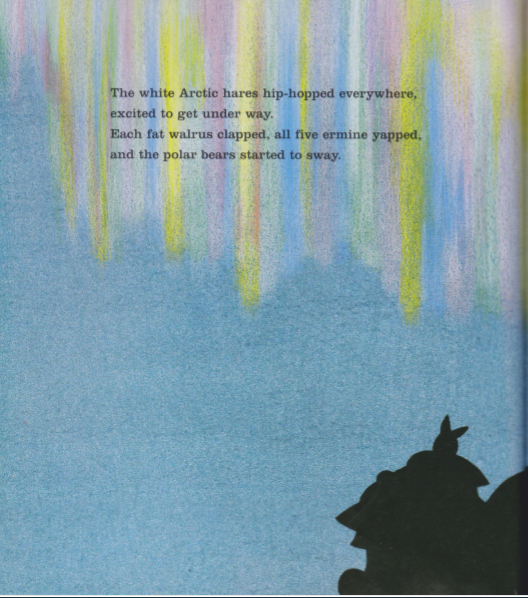 The white Arctic hares hip-hopped everywhere,
excited to get under way.
Each fat walrus clapped, all five ermine yapped,
and the polar bears started to sway.